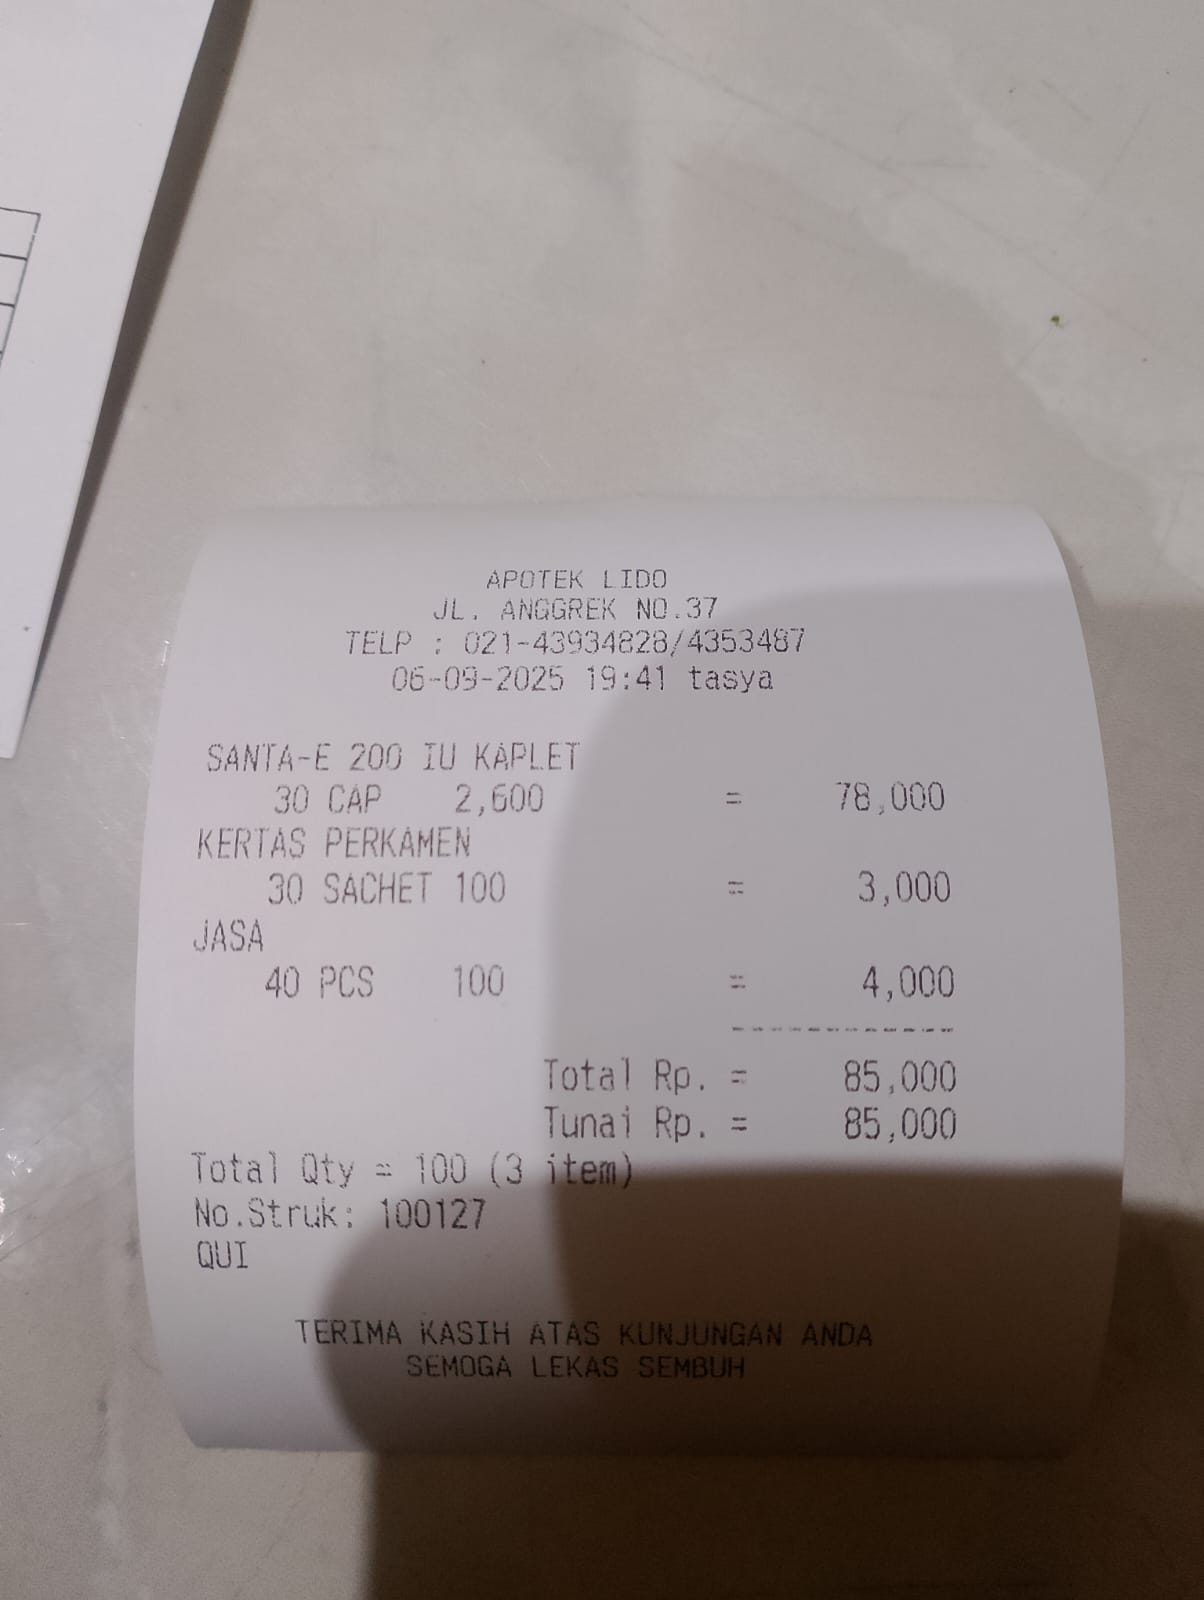 APOTEK LIDO
JL. ANGGREK NO.37
TELP : 021-43934828/4353487
06-09-2025 19:41 tasya
SANTA-E 200 IU KAPLET
30 CAP 2,600 = 78,000
KERTAS PERKAMEN
30 SACHET 100 = 3,000
JASA
40 PCS 100 = 4,000
------------
Total Rp. = 85,000
Tunai Rp. = 85,000
Total Qty = 100 (3 item)
No.Struk: 100127
QUI
TERIMA KASIH ATAS KUNJUNGAN ANDA
SEMOGA LEKAS SEMBUH